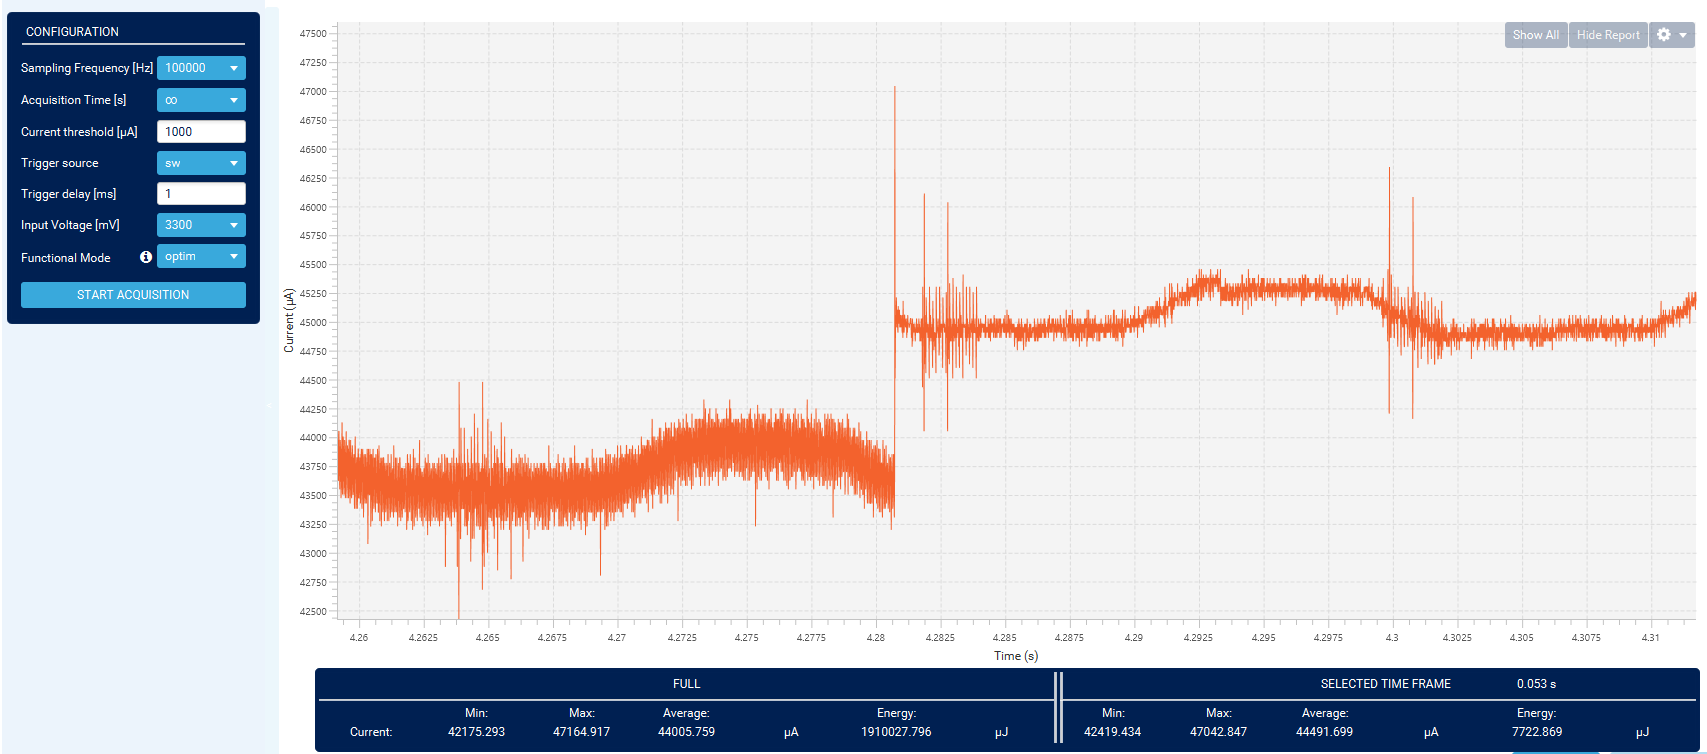 CONFIGURATION
Sampling Frequency [Hz] 100000
Acquisition Time [s] ∞
Current threshold [µA] 1000
Trigger source sw
Trigger delay [ms] 1
Input Voltage [mV] 3300
Functional Mode optim
START ACQUISITION
Show All Hide Report
47500
47250
47000
46750
46500
46250
46000
45750
45500
45250
45000
44750
44500
44250
44000
43750
43500
43250
43000
42750
42500
Current (µA)
4.26 4.2625 4.265 4.2675 4.27 4.2725 4.275 4.2775 4.28 4.2825 4.285 4.2875 4.29 4.2925 4.295 4.2975 4.3 4.3025 4.305 4.3075 4.31
Time (s)
FULL SELECTED TIME FRAME 0.053 s
Min: Max: Average: Energy: Min: Max: Average: Energy:
Current: 42175.293 47164.917 44005.759 µA 1910027.796 µJ 42419.434 47042.847 44491.699 µA 7722.869 µJ